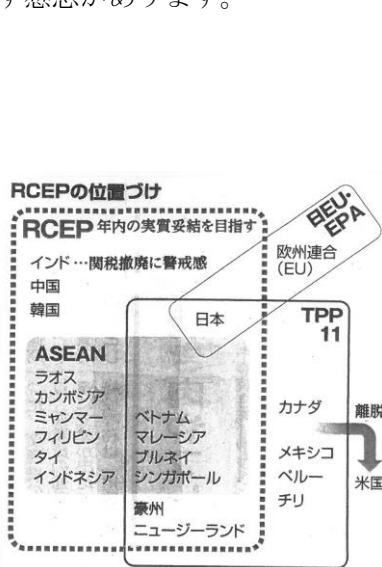 す懸念があります。
RCEPの位置づけ
RCEP 年内の実質妥結を目指す
日EU・EPA
インド…関税撤廃に警戒感
中国
韓国
欧州連合
(EU)
日本
TPP
11
ASEAN
ラオス
カンボジア
ミャンマー
フィリピン
タイ
インドネシア
ベトナム
マレーシア
ブルネイ
シンガポール
豪州
ニュージーランド
カナダ
メキシコ
ペルー
チリ
離脱
米国